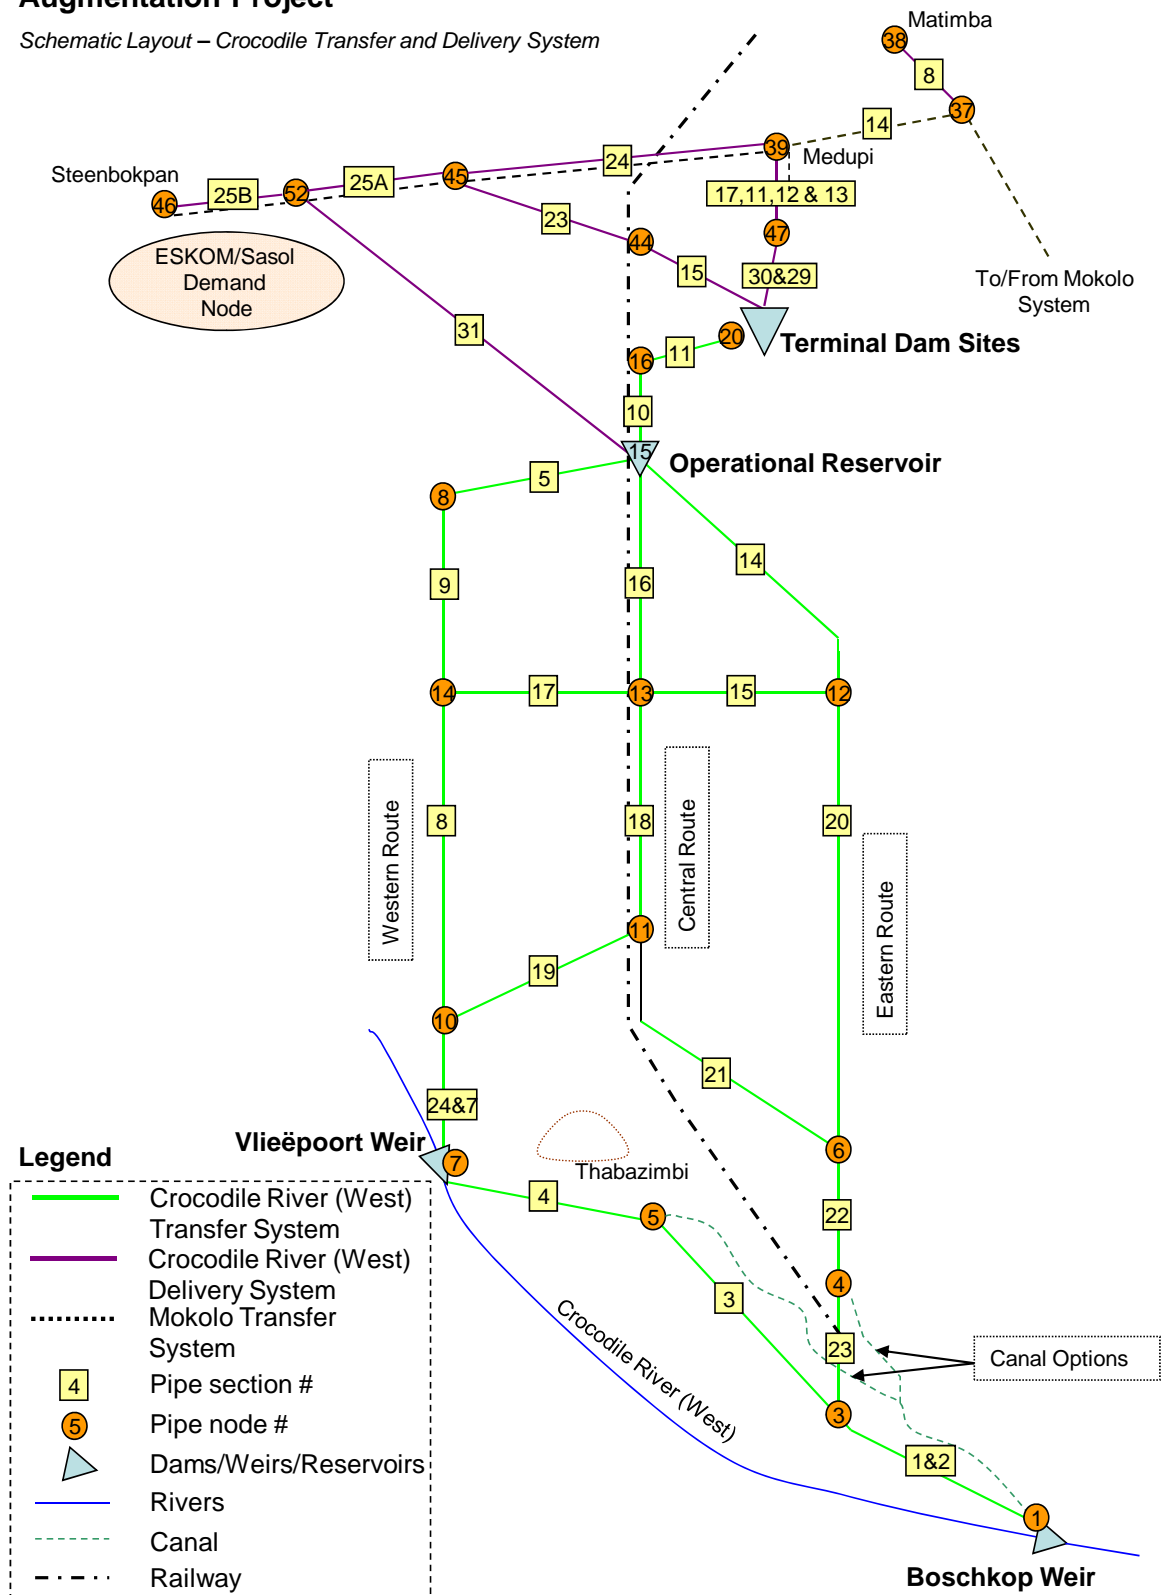 Augmentation Project
Schematic Layout – Crocodile Transfer and Delivery System
Matimba
38
8
37
14
39
Medupi
24
45
25A
52
25B
46
Steenbokpan
17,11,12 & 13
47
23
44
15
30&29
ESKOM/Sasol
Demand
Node
To/From Mokolo
System
31
20
Terminal Dam Sites
11
16
10
15
Operational Reservoir
5
8
14
9
16
14
17
13
15
12
Western Route
8
18
Central Route
20
Eastern Route
11
19
10
21
24&7
6
Vlieëpoort Weir
7
Thabazimbi
4
5
22
4
3
Crocodile River (West)
23
Canal Options
3
1&2
1
Boschkop Weir
Legend
Crocodile River (West)
Transfer System
Crocodile River (West)
Delivery System
Mokolo Transfer
System
4
Pipe section #
5
Pipe node #
Dams/Weirs/Reservoirs
Rivers
Canal
Railway